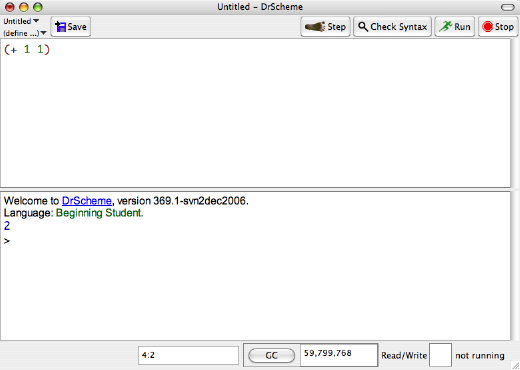 Untitled - DrScheme
Untitled
(define ...)
Save
Step
Check Syntax
Run
Stop
(+ 1 1)
Welcome to DrScheme, version 369.1-svn2dec2006.
Language: Beginning Student.
2
>
4:2
GC
59,799,768
Read/Write
not running